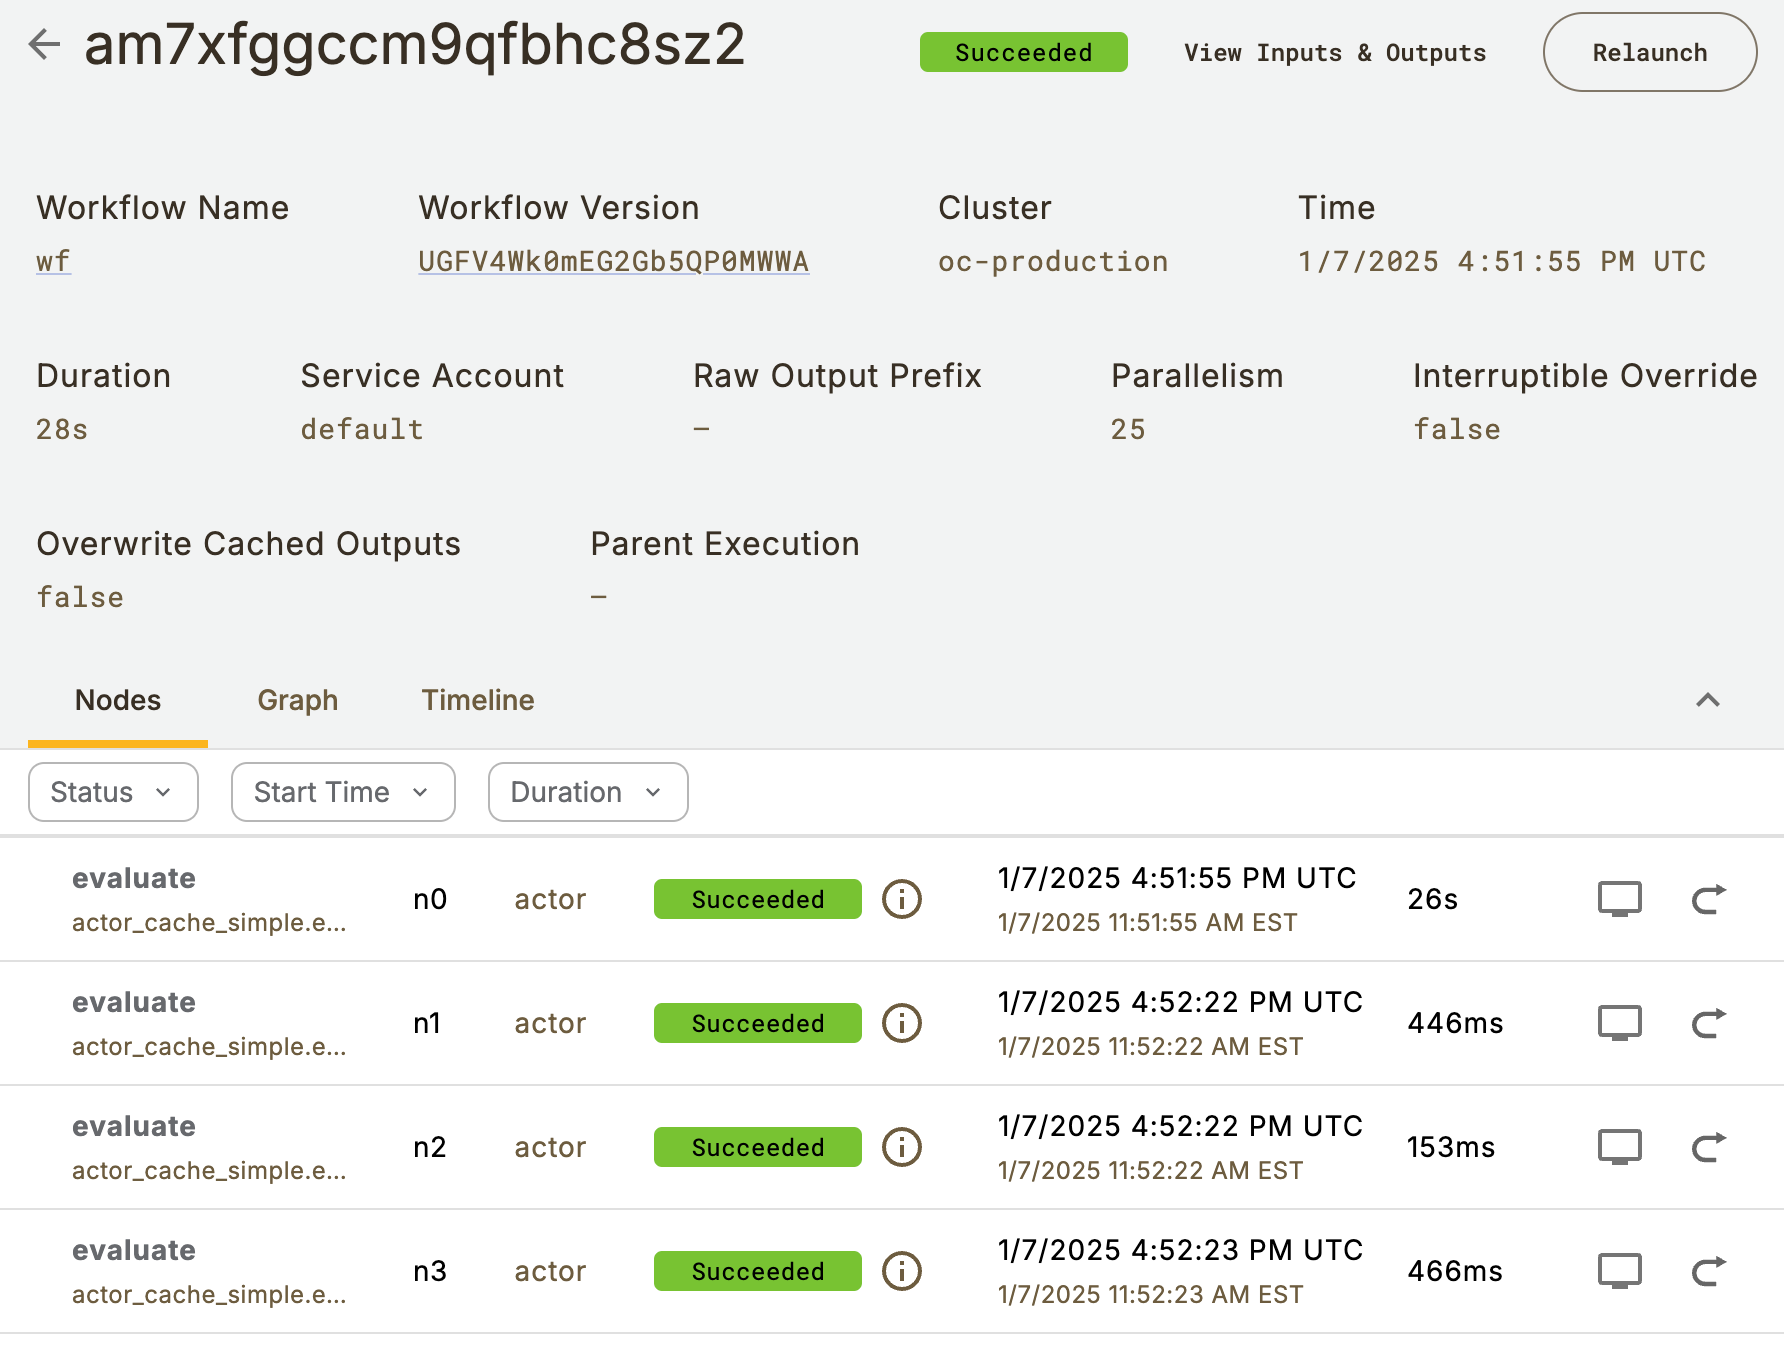 am7xfggccm9qfbhc8sz2
Succeeded
View Inputs & Outputs
Relaunch
Workflow Name
Workflow Version
Cluster
Time
wf
UGFV4Wk0mEG2Gb5QP0MWWA
oc-production
1/7/2025 4:51:55 PM UTC
Duration
Service Account
Raw Output Prefix
Parallelism
Interruptible Override
28s
default
–
25
false
Overwrite Cached Outputs
Parent Execution
false
–
Nodes
Graph
Timeline
Status
Start Time
Duration
evaluate
actor_cache_simple.e...
n0
actor
Succeeded
1/7/2025 4:51:55 PM UTC
1/7/2025 11:51:55 AM EST
26s
evaluate
actor_cache_simple.e...
n1
actor
Succeeded
1/7/2025 4:52:22 PM UTC
1/7/2025 11:52:22 AM EST
446ms
evaluate
actor_cache_simple.e...
n2
actor
Succeeded
1/7/2025 4:52:22 PM UTC
1/7/2025 11:52:22 AM EST
153ms
evaluate
actor_cache_simple.e...
n3
actor
Succeeded
1/7/2025 4:52:23 PM UTC
1/7/2025 11:52:23 AM EST
466ms